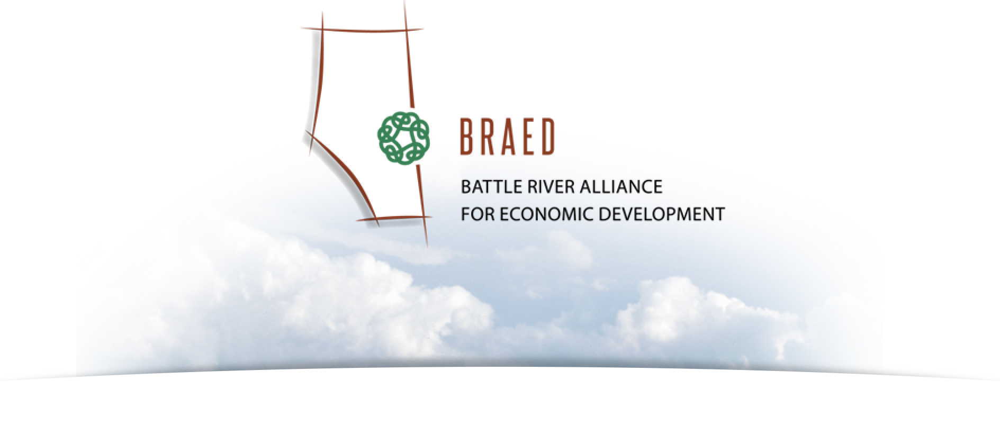 BRAED
BATTLE RIVER ALLIANCE
FOR ECONOMIC DEVELOPMENT